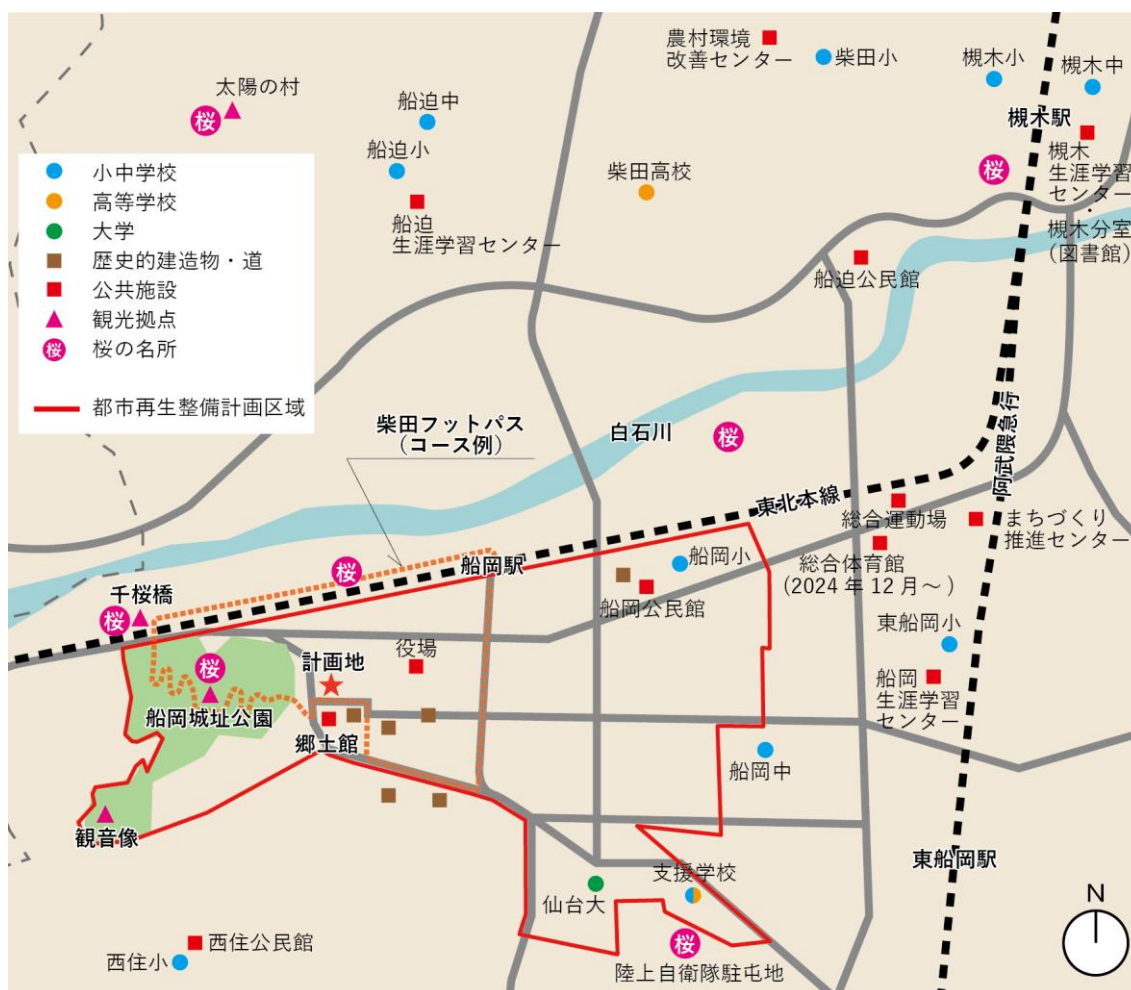 農村環境
改善センター
柴田小
槻木小
槻木中
太陽の村
桜
船迫中
槻木駅
船迫小
柴田高校
桜
槻木
生涯学習
センター
・
槻木分室
(図書館)
船迫
生涯学習センター
船迫公民館
小中学校
高等学校
大学
歴史的建造物・道
公共施設
観光拠点
桜 桜の名所
都市再生整備計画区域
柴田フットパス
(コース例)
白石川
桜
阿武隈急行
東北本線
総合運動場
まちづくり
推進センター
総合体育館
(2024年12月~)
船岡駅
船岡小
桜
千桜橋
桜
船岡公民館
東船岡小
役場
計画地
桜
船岡
生涯学習
センター
船岡城址公園
郷土館
船岡中
観音像
東船岡駅
支援学校
仙台大
N
桜
陸上自衛隊駐屯地
西住公民館
西住小